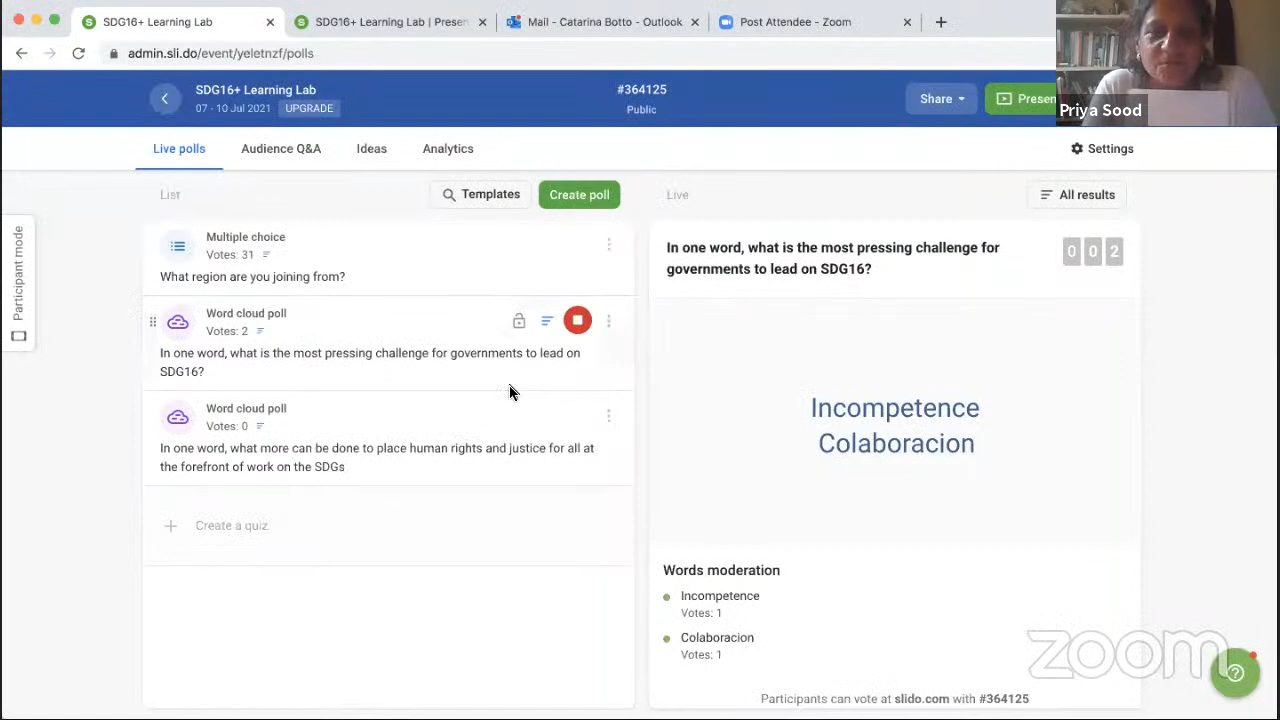 SDG16+ Learning Lab
SDG16+ Learning Lab | Presen
Mail - Catarina Botto - Outlook
Post Attendee - Zoom
admin.sli.do/event/yeletnzf/polls
SDG16+ Learning Lab
07 - 10 Jul 2021 UPGRADE
#364125
Public
Share
Presen
Priya Sood
Live polls
Audience Q&A
Ideas
Analytics
Settings
Participant mode
List
Templates
Create poll
Multiple choice
Votes: 31
What region are you joining from?
Word cloud poll
Votes: 2
In one word, what is the most pressing challenge for governments to lead on
SDG16?
Word cloud poll
Votes: 0
In one word, what more can be done to place human rights and justice for all at
the forefront of work on the SDGs
Create a quiz
Live
All results
In one word, what is the most pressing challenge for
governments to lead on SDG16?
0 0 2
Incompetence
Colaboracion
Words moderation
Incompetence
Votes: 1
Colaboracion
Votes: 1
Participants can vote at slido.com with #364125
zoom